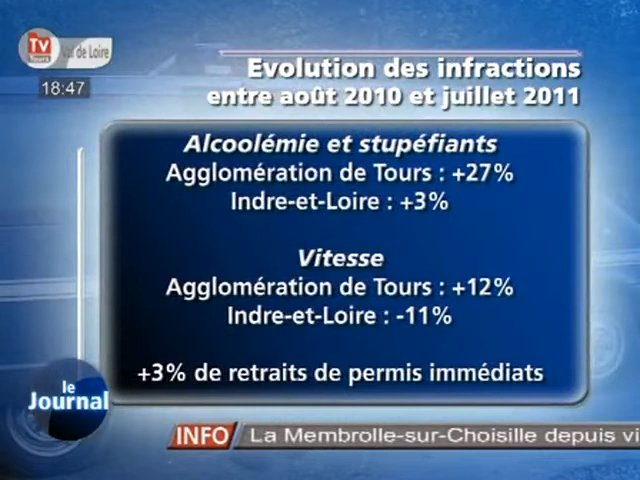 TV
Tours
Val de Loire
18:47
Evolution des infractions
entre août 2010 et juillet 2011
Alcoolémie et stupéfiants
Agglomération de Tours : +27%
Indre-et-Loire : +3%
Vitesse
Agglomération de Tours : +12%
Indre-et-Loire : -11%
+3% de retraits de permis immédiats
le
Journal
INFO La Membrolle-sur-Choisille depuis vi